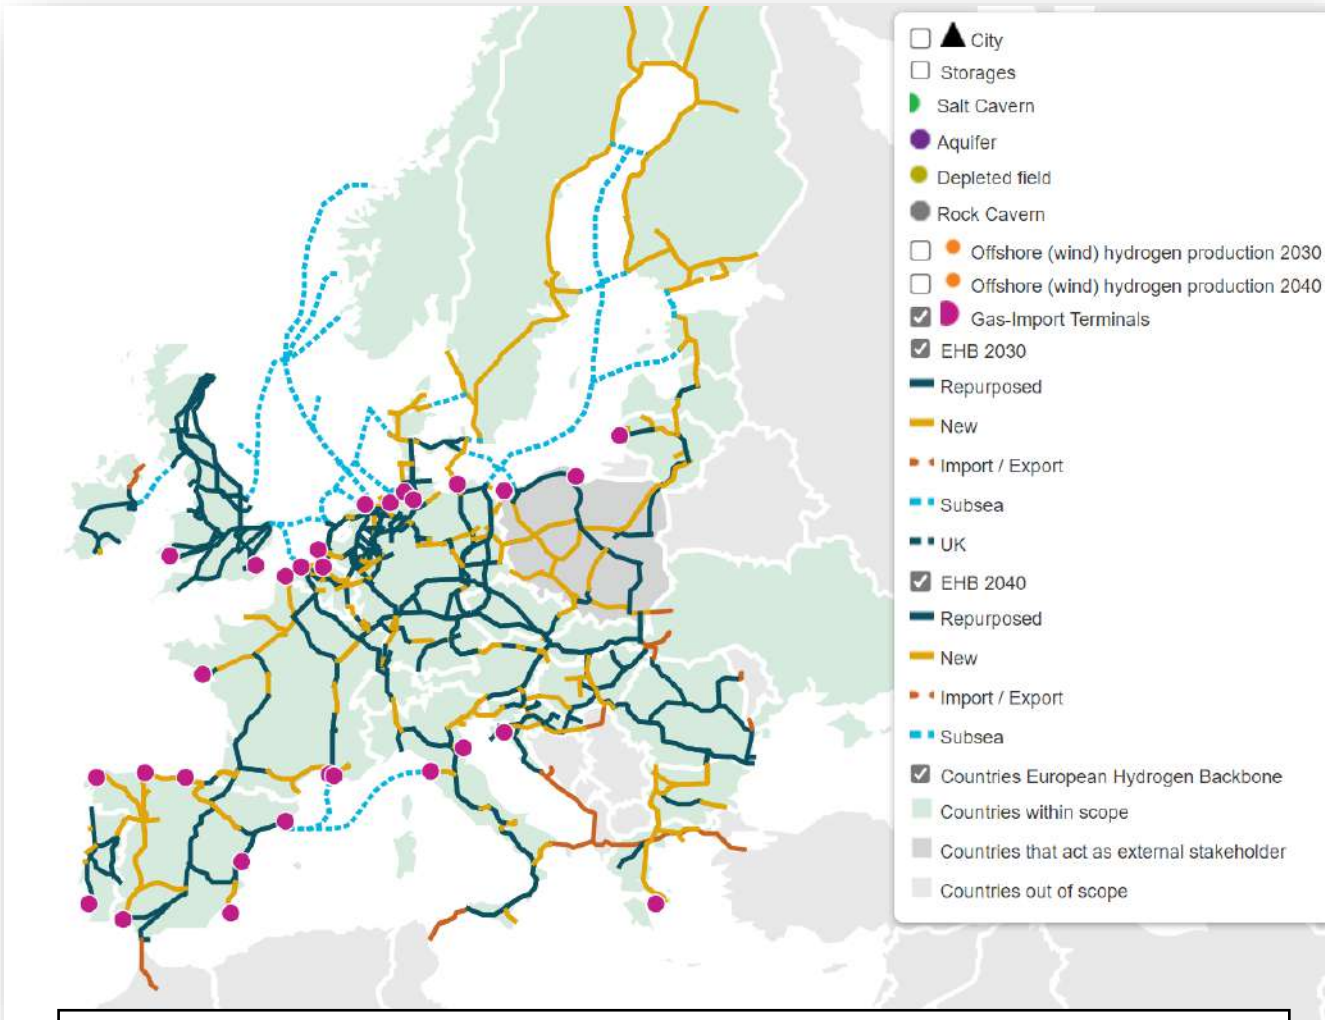 City
Storages
Salt Cavern
Aquifer
Depleted field
Rock Cavern
Offshore (wind) hydrogen production 2030
Offshore (wind) hydrogen production 2040
Gas-Import Terminals
EHB 2030
Repurposed
New
Import / Export
Subsea
UK
EHB 2040
Repurposed
New
Import / Export
Subsea
Countries European Hydrogen Backbone
Countries within scope
Countries that act as external stakeholder
Countries out of scope